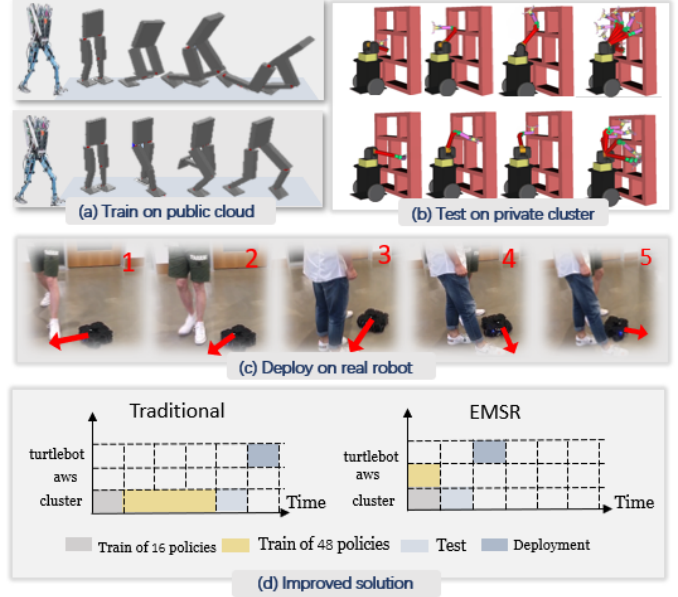 (a) Train on public cloud
(b) Test on private cluster
1 2 3 4 5
(c) Deploy on real robot
Traditional
turtlebot
aws
cluster
Time
EMSR
turtlebot
aws
cluster
Time
Train of 16 policies
Train of 48 policies
Test
Deployment
(d) Improved solution